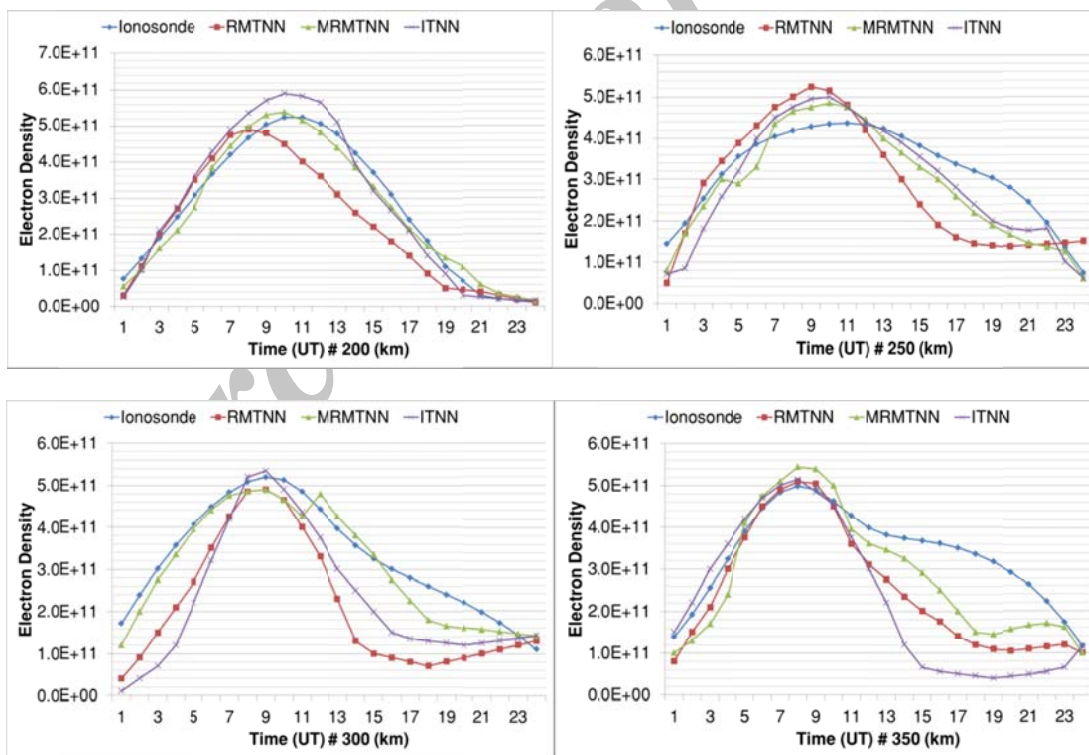 Ionosonde RMTNN MRMTNN ITNN
7.0E+11
6.0E+11
5.0E+11
4.0E+11
3.0E+11
2.0E+11
1.0E+11
0.0E+00
Electron Density
1 3 5 7 9 11 13 15 17 19 21 23
Time (UT) # 200 (km)
Ionosonde RMTNN MRMTNN ITNN
6.0E+11
5.0E+11
4.0E+11
3.0E+11
2.0E+11
1.0E+11
0.0E+00
Electron Density
1 3 5 7 9 11 13 15 17 19 21 23
Time (UT) # 250 (km)
Ionosonde RMTNN MRMTNN ITNN
6.0E+11
5.0E+11
4.0E+11
3.0E+11
2.0E+11
1.0E+11
0.0E+00
Electron Density
1 3 5 7 9 11 13 15 17 19 21 23
Time (UT) # 300 (km)
Ionosonde RMTNN MRMTNN ITNN
6.0E+11
5.0E+11
4.0E+11
3.0E+11
2.0E+11
1.0E+11
0.0E+00
Electron Density
1 3 5 7 9 11 13 15 17 19 21 23
Time (UT) # 350 (km)